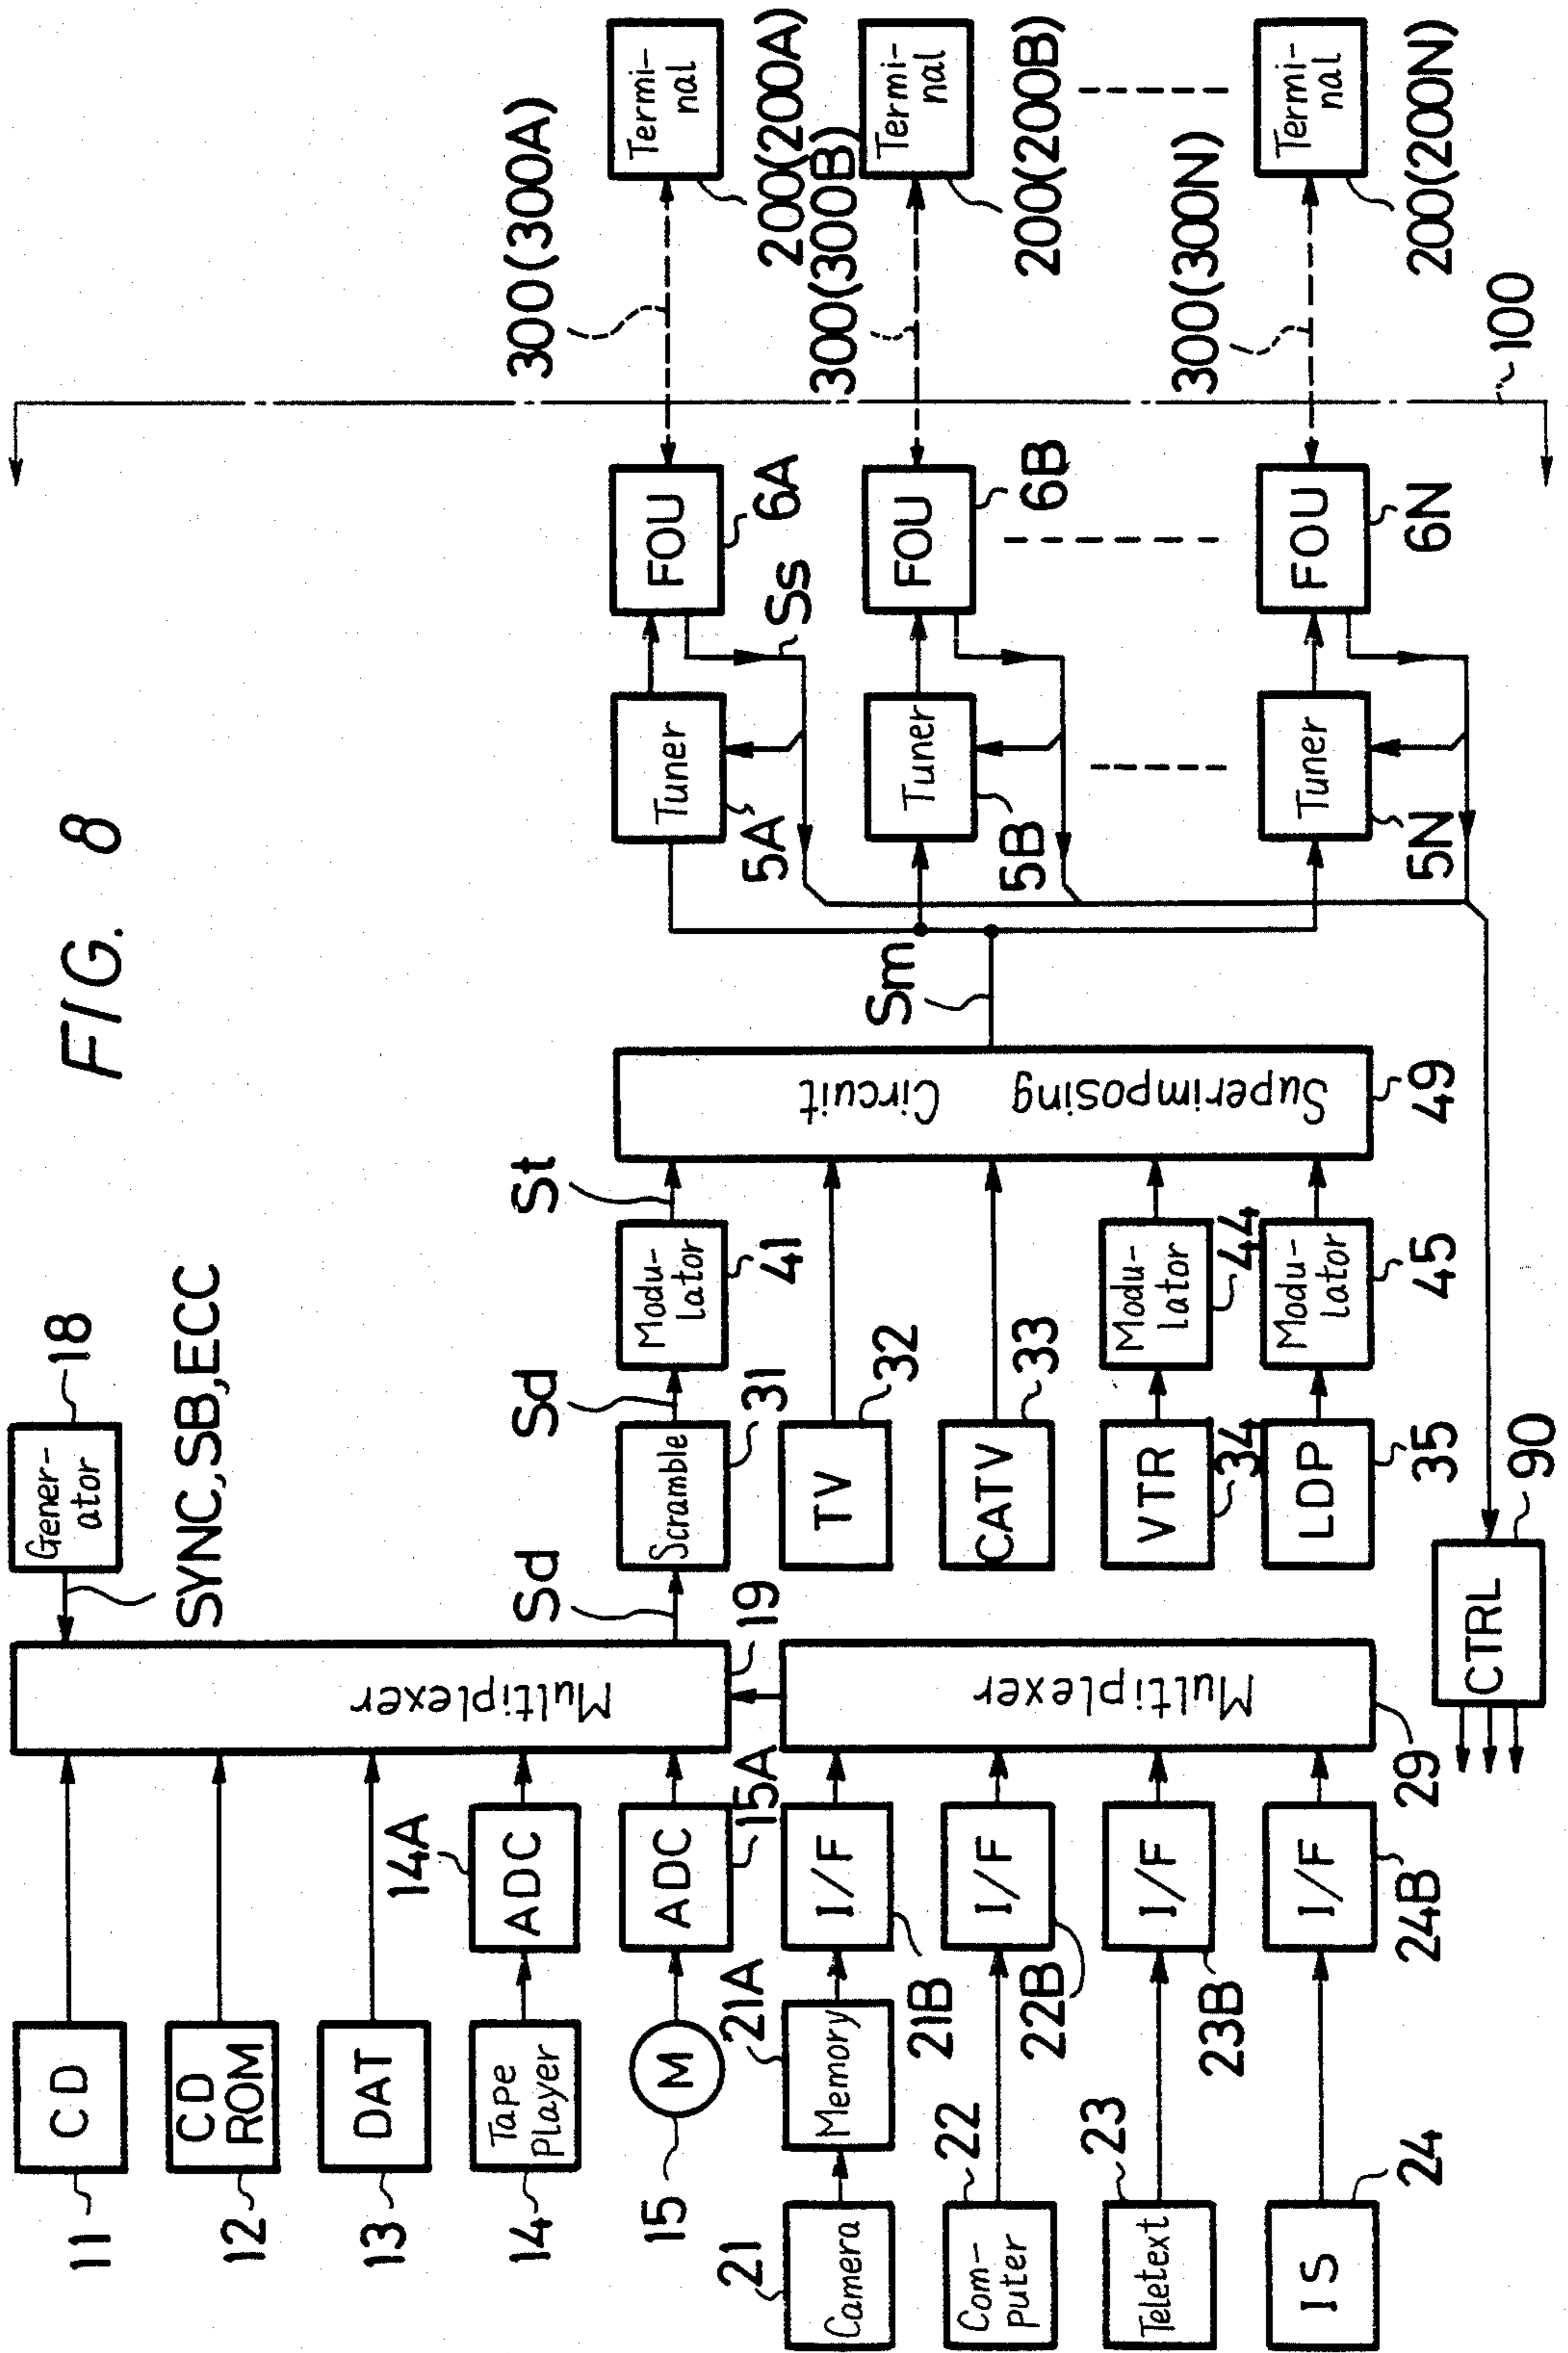 FIG. 8
CD
11
CD
ROM
12
DAT
13
Tape
Player
14
ADC
14A
M
15
ADC
15A
Camera
21
Memory
21A
I/F
21B
Com-
puter
22
I/F
22B
Teletext
23
I/F
23B
IS
24
I/F
24B
Multiplexer
19
Multiplexer
29
Gener-
ator
18
SYNC,SB,ECC
Sd
Scramble
31
Sd
Modu-
lator
41
St
TV
32
CATV
33
VTR
34
Modu-
lator
44
LDP
35
Modu-
lator
45
Superimposing Circuit
49
Sm
CTRL
90
Tuner
5A
FOU
6A
Ss
300(300A)
Termi-
nal
200(200A)
Tuner
5B
FOU
6B
300(300B)
Termi-
nal
200(200B)
Tuner
5N
FOU
6N
300(300N)
Termi-
nal
200(200N)
100